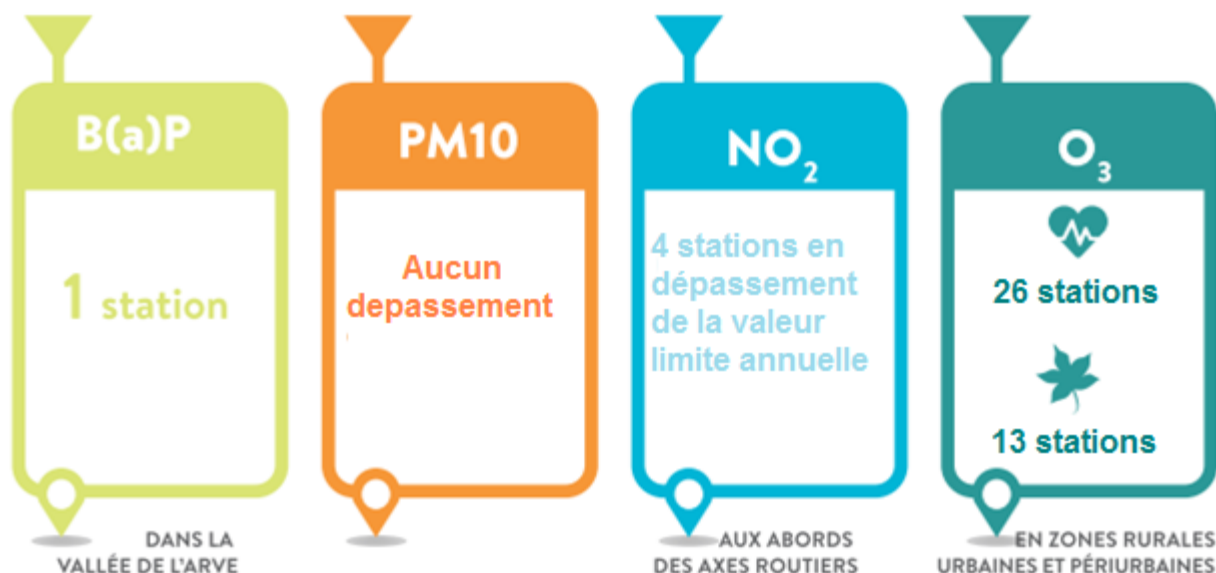 B(a)P
1 station
DANS LA
VALLÉE DE L'ARVE
PM10
Aucun
depassement
NO₂
4 stations en
dépassement
de la valeur
limite annuelle
AUX ABORDS
DES AXES ROUTIERS
O₃
26 stations
13 stations
EN ZONES RURALES
URBAINES ET PÉRIURBAINES